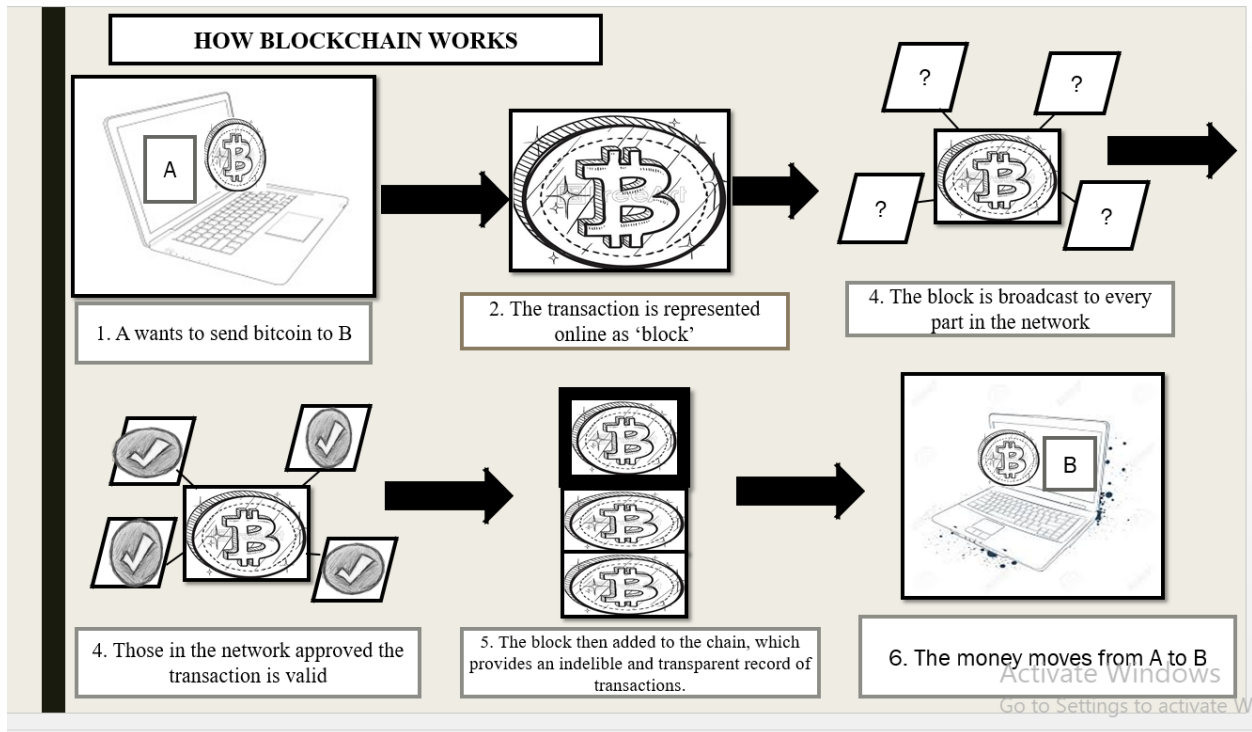 HOW BLOCKCHAIN WORKS
A
?
?
?
?
1. A wants to send bitcoin to B
2. The transaction is represented
online as ‘block’
4. The block is broadcast to every
part in the network
B
4. Those in the network approved the
transaction is valid
5. The block then added to the chain, which
provides an indelible and transparent record of
transactions.
6. The money moves from A to B
Activate Windows
Go to Settings to activate W